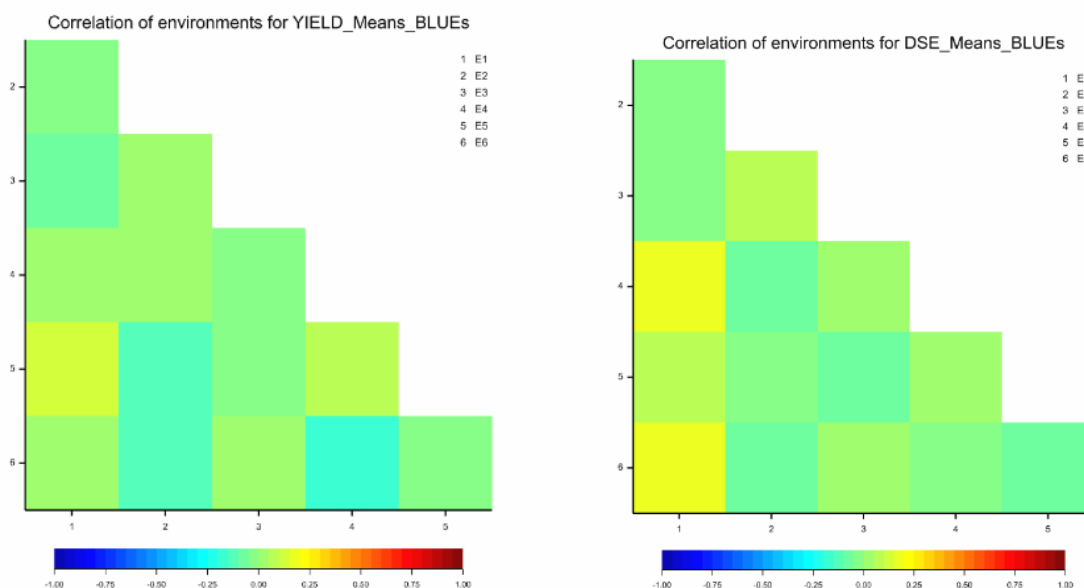 Correlation of environments for YIELD_Means_BLUEs
1 E1
2 E2
3 E3
4 E4
5 E5
6 E6
2
3
4
5
6
1 2 3 4 5
-1.00 -0.75 -0.50 -0.25 0.00 0.25 0.50 0.75 1.00
Correlation of environments for DSE_Means_BLUEs
1 E
2 E
3 E
4 E
5 E
6 E
2
3
4
5
6
1 2 3 4 5
-1.00 -0.75 -0.50 -0.25 0.00 0.25 0.50 0.75 1.00